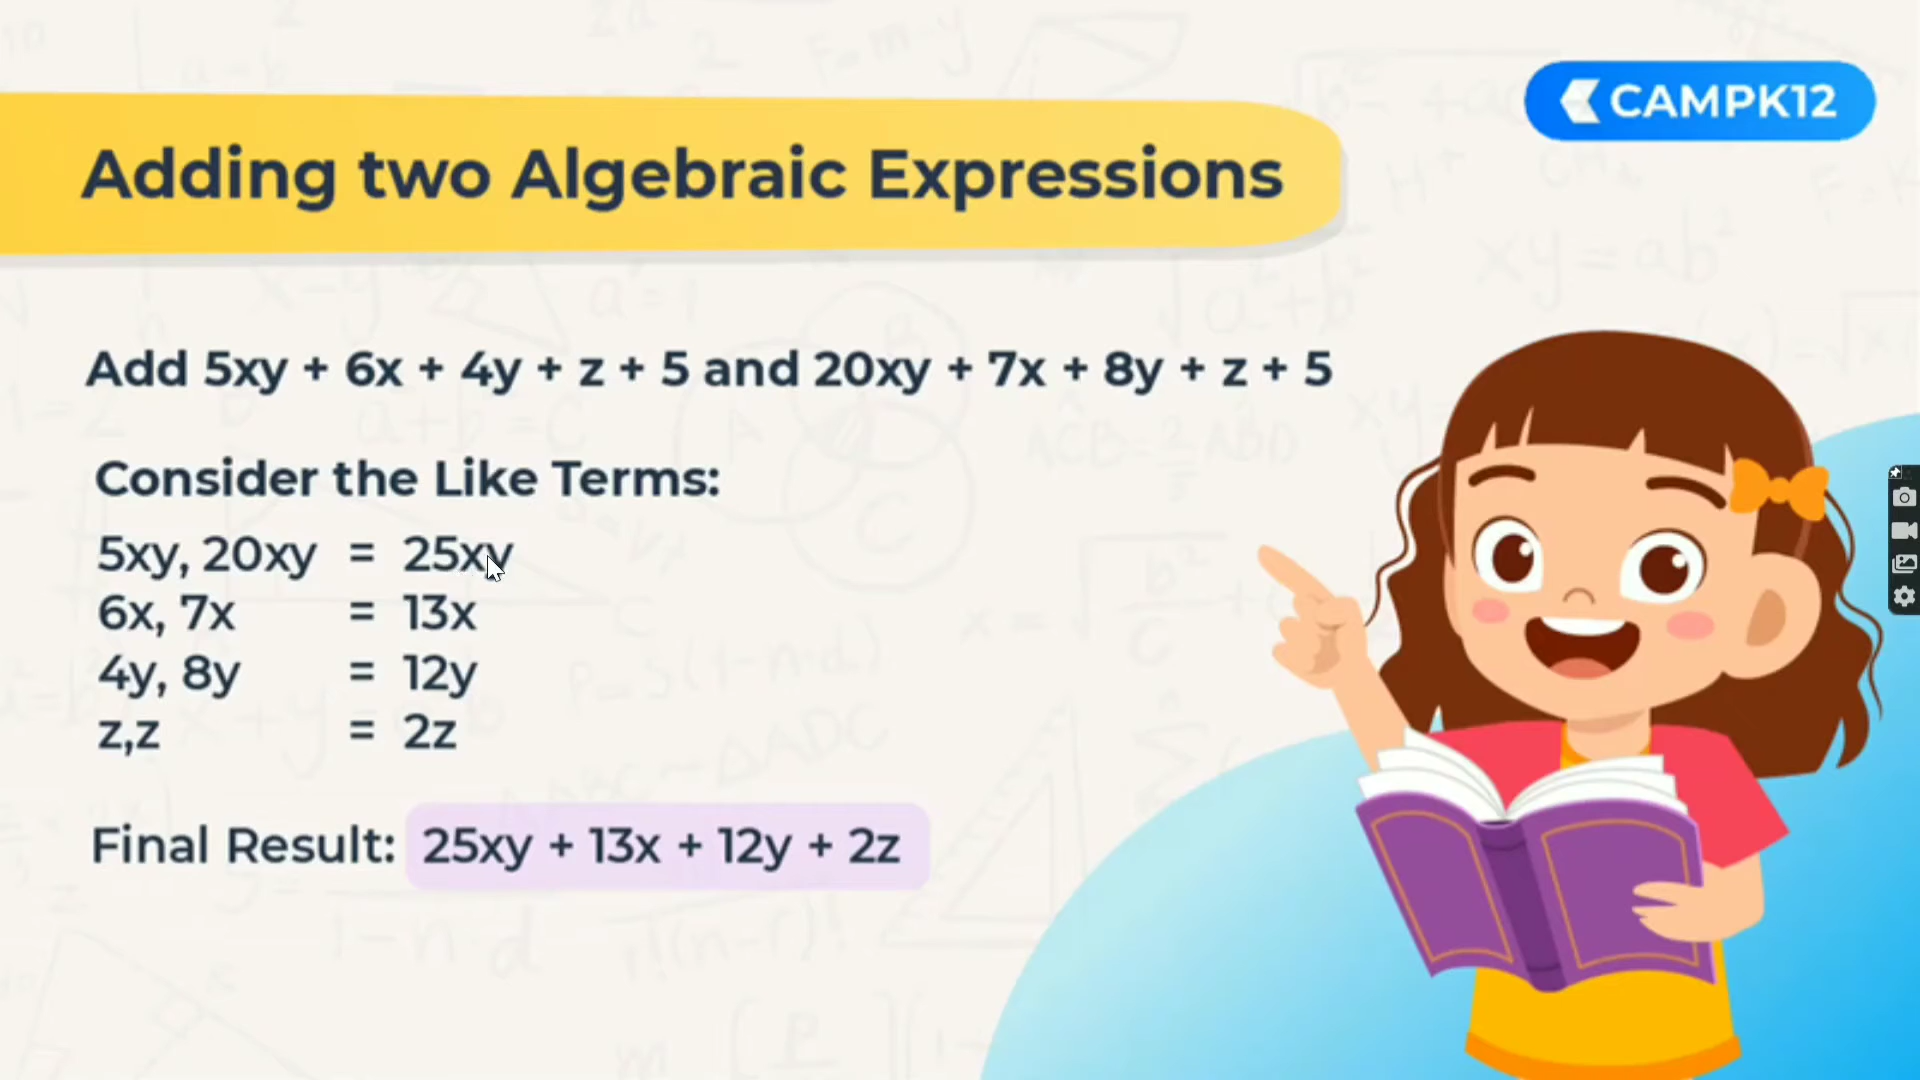 CAMPK12
Adding two Algebraic Expressions
Add 5xy + 6x + 4y + z + 5 and 20xy + 7x + 8y + z + 5
Consider the Like Terms:
5xy, 20xy = 25xy
6x, 7x = 13x
4y, 8y = 12y
z,z = 2z
Final Result: 25xy + 13x + 12y + 2z